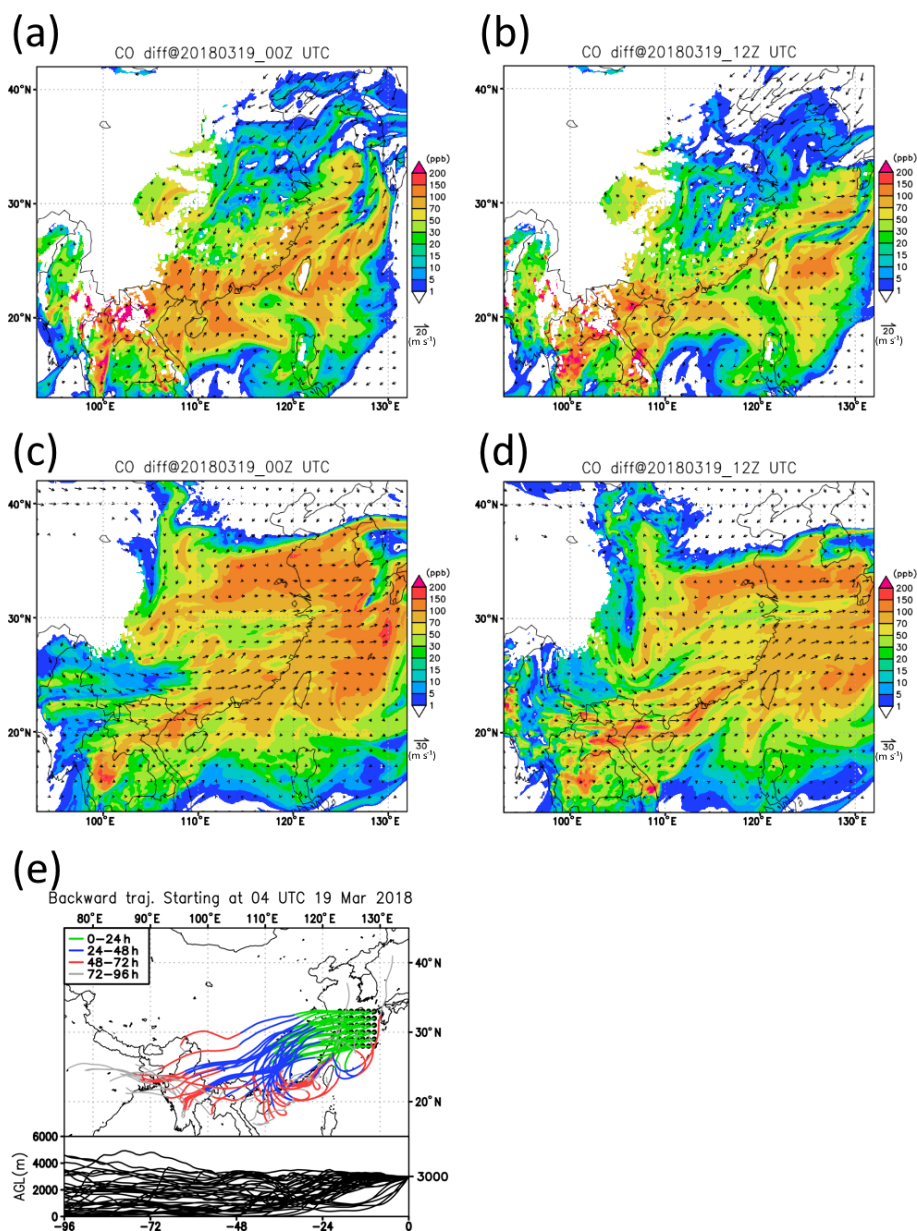 (a)
CO diff@20180319_00Z UTC
40°N
30°N
20°N
100°E 110°E 120°E 130°E
(ppb)
200
150
100
70
50
30
20
15
10
5
1
20
(m s⁻¹)
(b)
CO diff@20180319_12Z UTC
40°N
30°N
20°N
100°E 110°E 120°E 130°E
(ppb)
200
150
100
70
50
30
20
15
10
5
1
20
(m s⁻¹)
(c)
CO diff@20180319_00Z UTC
40°N
30°N
20°N
100°E 110°E 120°E 130°E
(ppb)
200
150
100
70
50
30
20
15
10
5
1
30
(m s⁻¹)
(d)
CO diff@20180319_12Z UTC
40°N
30°N
20°N
100°E 110°E 120°E 130°E
(ppb)
200
150
100
70
50
30
20
15
10
5
1
30
(m s⁻¹)
(e)
Backward traj. Starting at 04 UTC 19 Mar 2018
80°E 90°E 100°E 110°E 120°E 130°E
0-24h
24-48h
48-72h
72-96h
40°N
30°N
20°N
6000
4000
2000
0
AGL(m)
3000
-96 -72 -48 -24 0